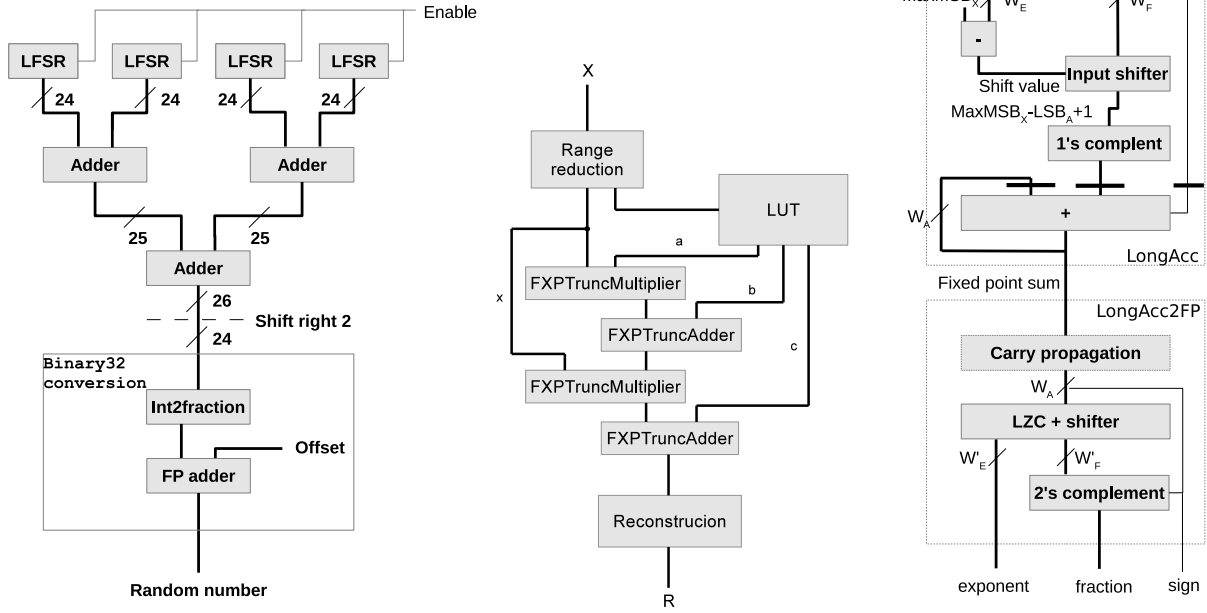 Enable
LFSR
LFSR
LFSR
LFSR
24
24
24
24
Adder
Adder
25
25
Adder
26
Shift right 2
24
Binary32
conversion
Int2fraction
Offset
FP adder
Random number
X
Range
reduction
LUT
a
FXPTruncMultiplier
x
b
FXPTruncAdder
c
FXPTruncMultiplier
FXPTruncAdder
Reconstrucion
R
MaxMSB_X
W_E
W_F
-
Input shifter
Shift value
MaxMSB_X-LSB_A+1
1's complent
W_A
+
LongAcc
Fixed point sum
LongAcc2FP
Carry propagation
W_A
LZC + shifter
W'_E
W'_F
2's complement
exponent
fraction
sign